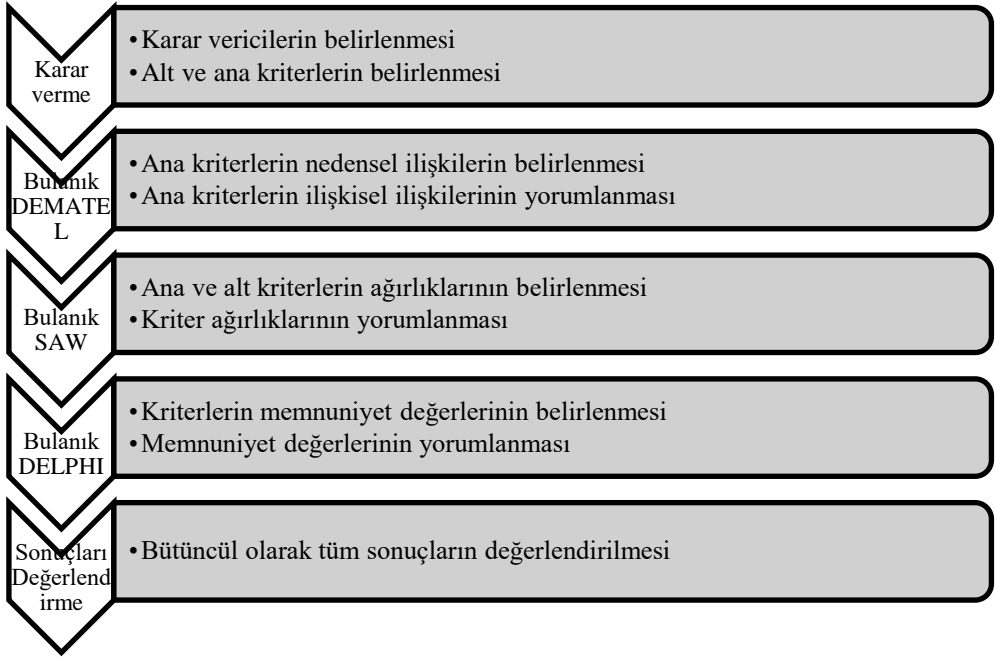 Karar
verme
• Karar vericilerin belirlenmesi
• Alt ve ana kriterlerin belirlenmesi
Bulanık
DEMATE
L
• Ana kriterlerin nedensel ilişkilerin belirlenmesi
• Ana kriterlerin ilişkisel ilişkilerinin yorumlanması
Bulanık
SAW
• Ana ve alt kriterlerin ağırlıklarının belirlenmesi
• Kriter ağırlıklarının yorumlanması
Bulanık
DELPHI
• Kriterlerin memnuniyet değerlerinin belirlenmesi
• Memnuniyet değerlerinin yorumlanması
Sonuçları
Değerlend
irme
• Bütüncül olarak tüm sonuçların değerlendirilmesi